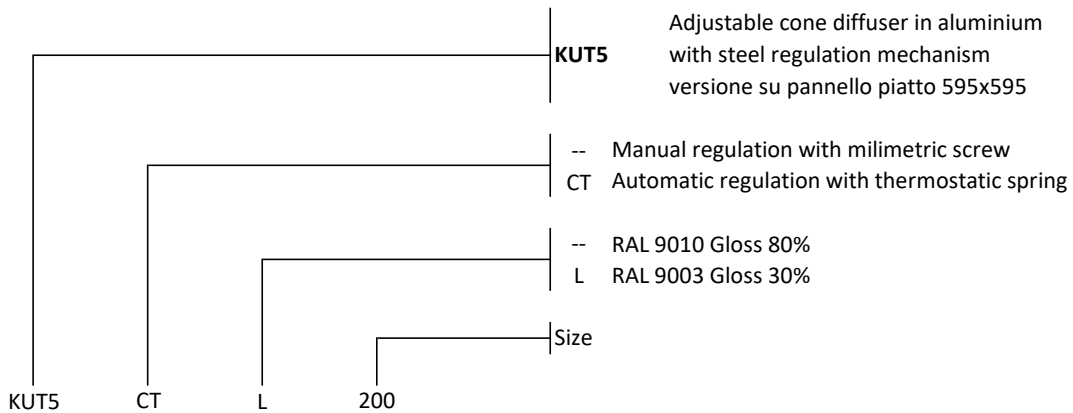 Adjustable cone diffuser in aluminium
KUT5 with steel regulation mechanism
versione su pannello piatto 595x595
-- Manual regulation with milimetric screw
CT Automatic regulation with thermostatic spring
-- RAL 9010 Gloss 80%
L RAL 9003 Gloss 30%
Size
KUT5 CT L 200